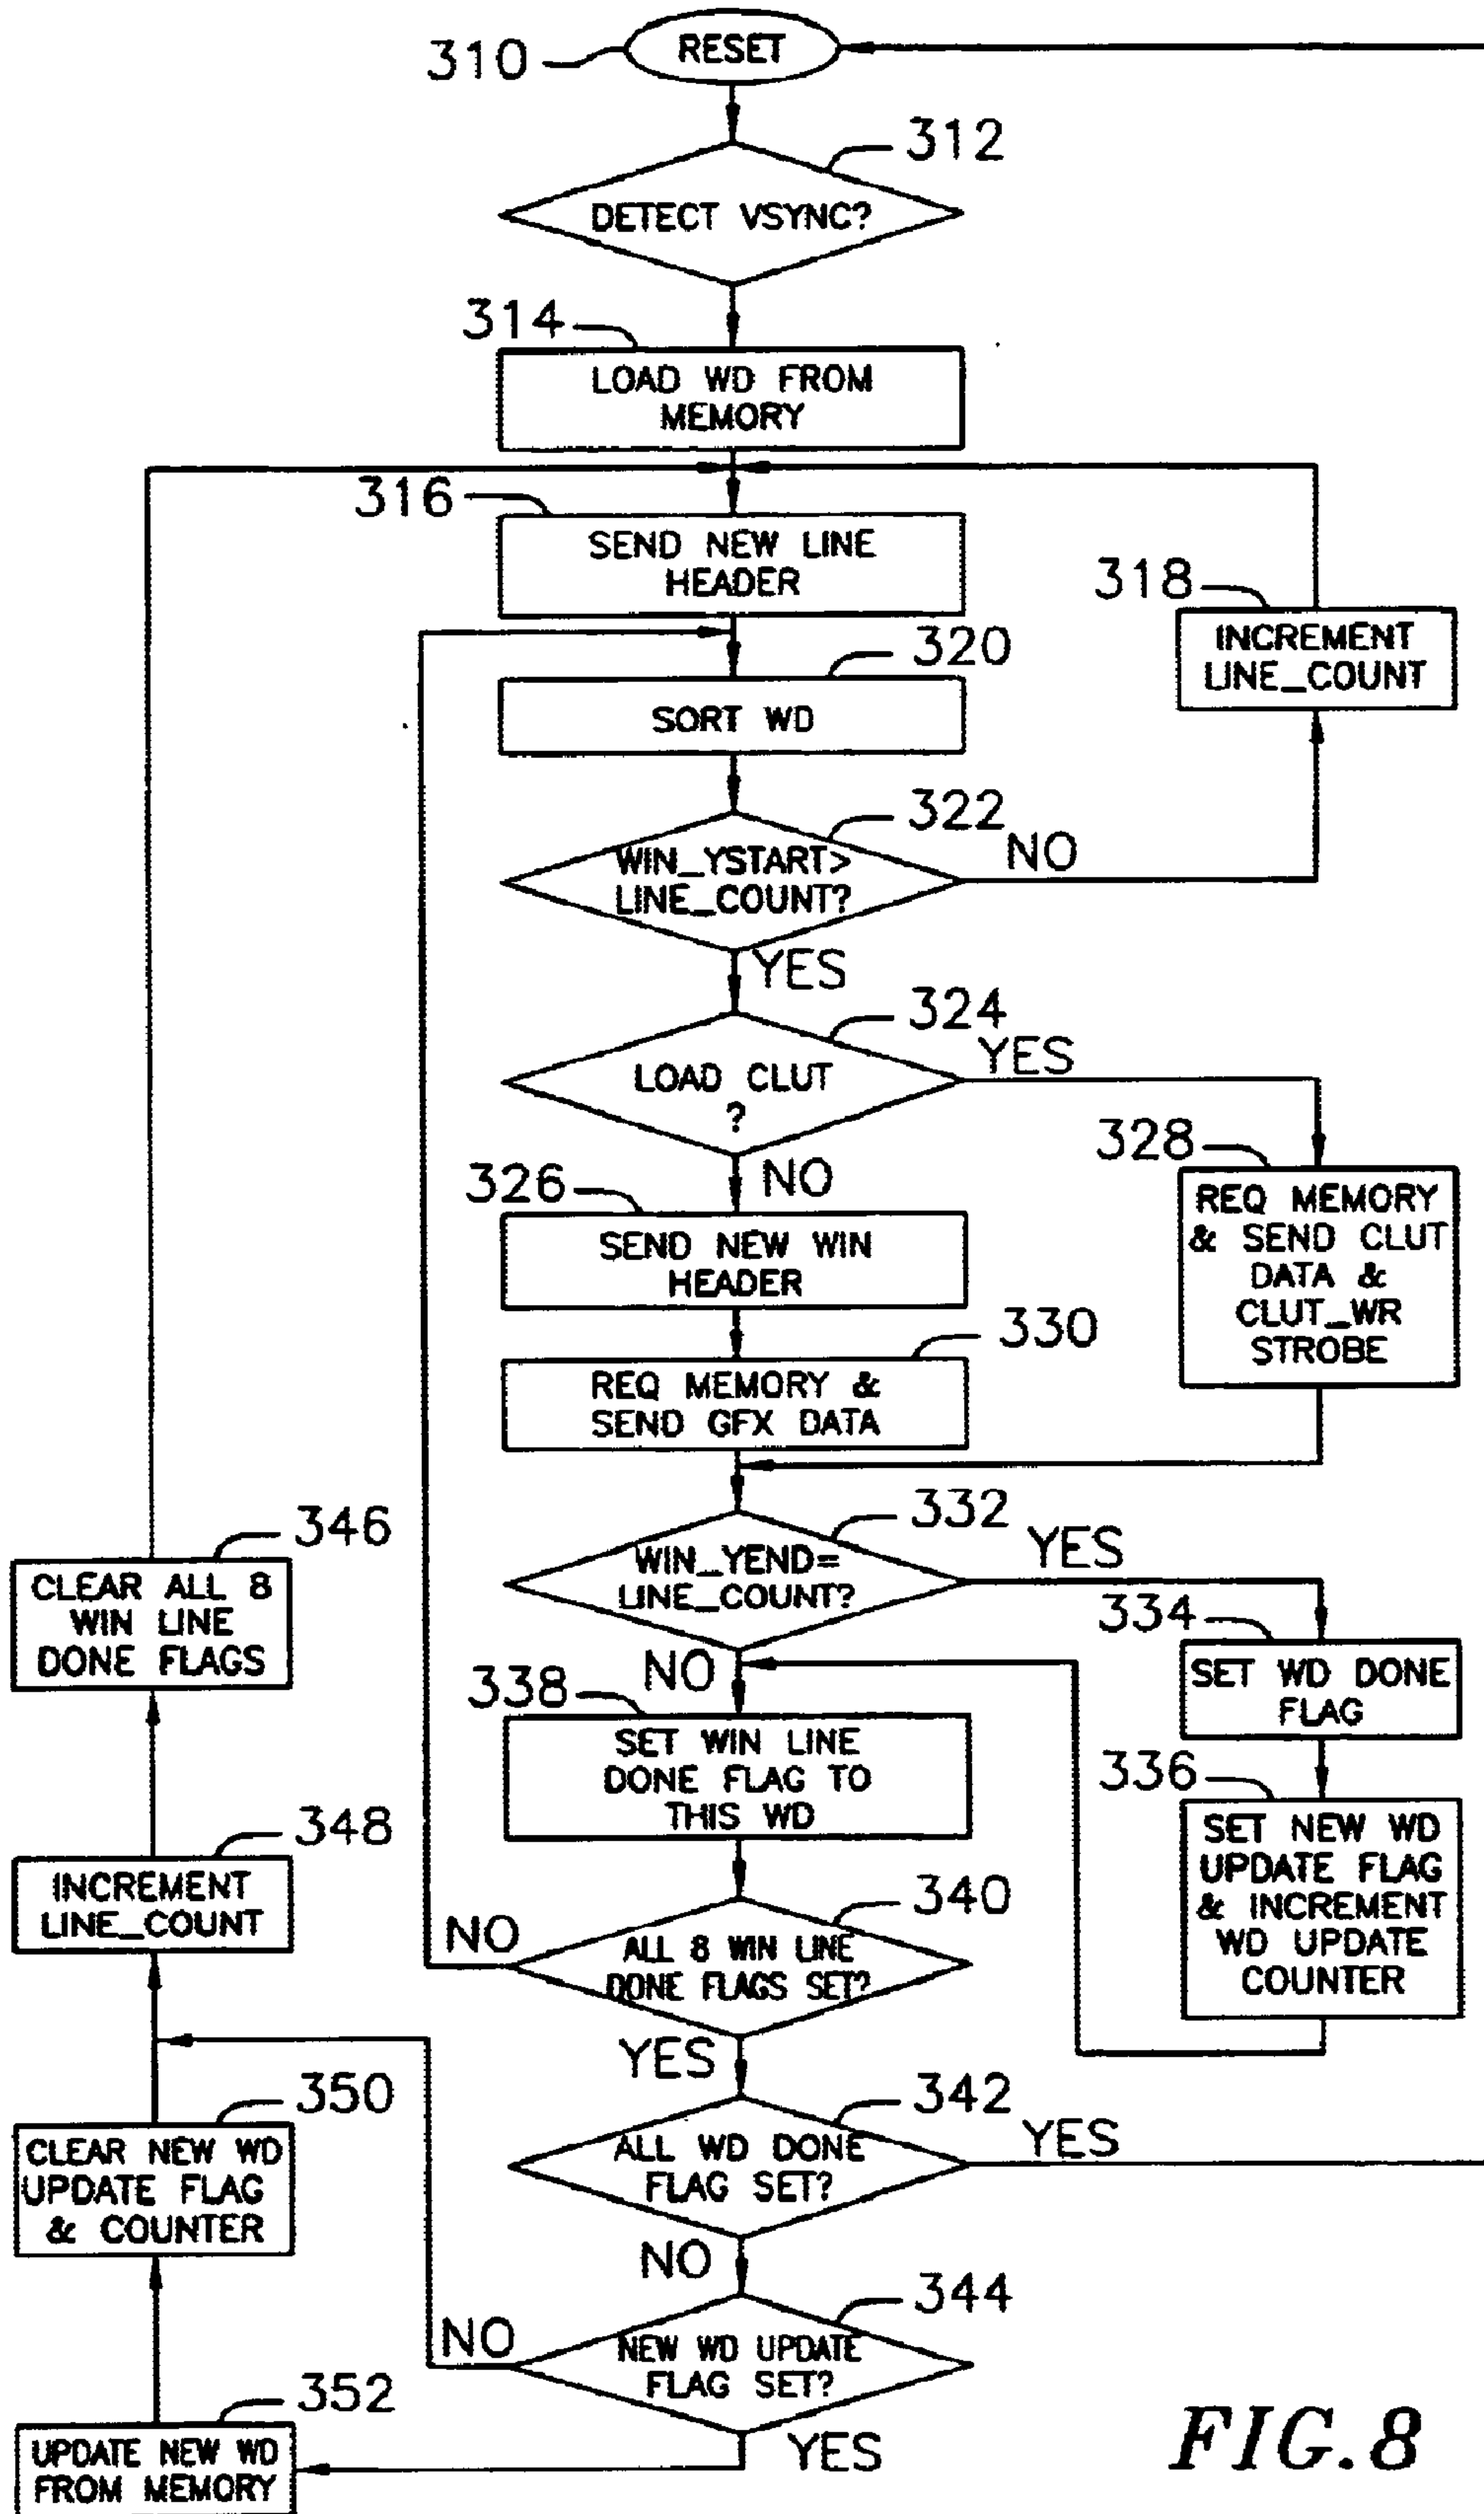 310
RESET
312
DETECT VSYNC?
314
LOAD WD FROM
MEMORY
316
SEND NEW LINE
HEADER
318
INCREMENT
LINE_COUNT
320
SORT WD
322
WIN_YSTART>
LINE_COUNT?
NO
YES
324
LOAD CLUT
?
YES
NO
326
SEND NEW WIN
HEADER
328
REQ MEMORY
& SEND CLUT
DATA &
CLUT_WR
STROBE
330
REQ MEMORY &
SEND GFX DATA
332
WIN_YEND=
LINE_COUNT?
YES
NO
334
SET WD DONE
FLAG
336
SET NEW WD
UPDATE FLAG
& INCREMENT
WD UPDATE
COUNTER
338
SET WIN LINE
DONE FLAG TO
THIS WD
340
ALL 8 WIN LINE
DONE FLAGS SET?
NO
YES
342
ALL WD DONE
FLAG SET?
YES
NO
344
NEW WD UPDATE
FLAG SET?
NO
YES
346
CLEAR ALL 8
WIN LINE
DONE FLAGS
348
INCREMENT
LINE_COUNT
350
CLEAR NEW WD
UPDATE FLAG
& COUNTER
352
UPDATE NEW WD
FROM MEMORY
FIG.8